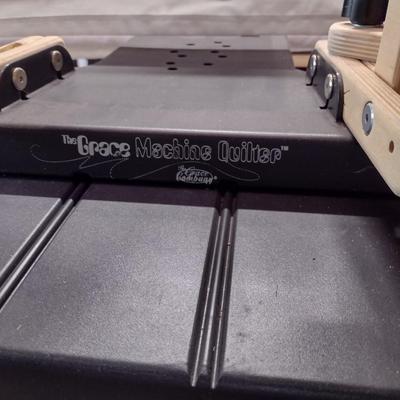 The Grace Machine Quilter™
The
Grace
Company®